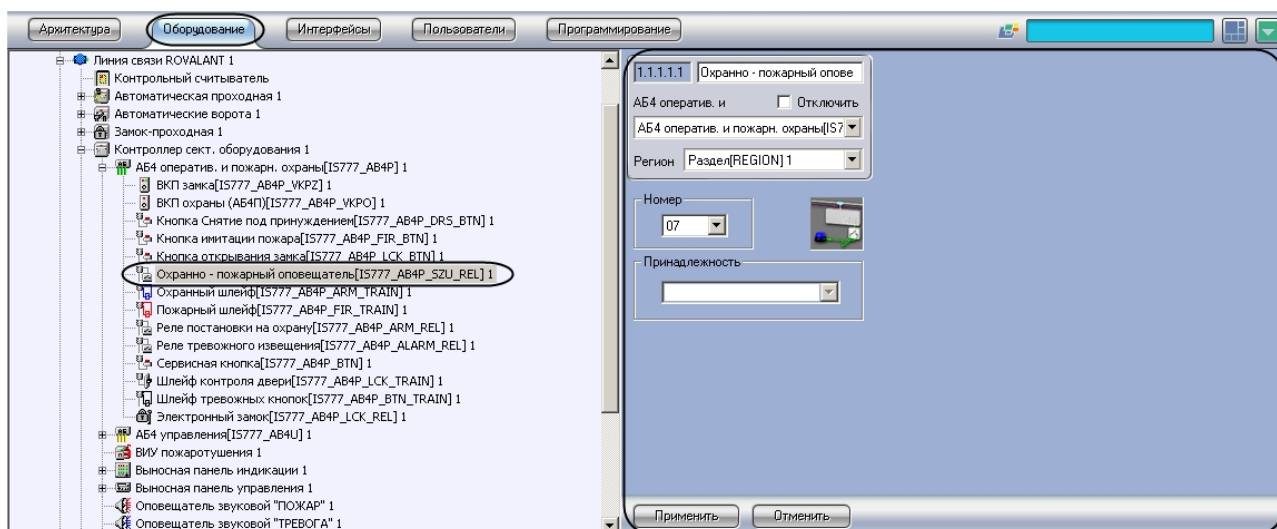 Архитектура
Оборудование
Интерфейсы
Пользователи
Программирование
Линия связи ROVALANT 1
Контрольный считыватель
Автоматическая проходная 1
Автоматические ворота 1
Замок-проходная 1
Контроллер сект. оборудования 1
АБ4 оператив. и пожарн. охраны[IS777_AB4P] 1
ВКП замка[IS777_AB4P_VKPZ] 1
ВКП охраны (АБ4П)[IS777_AB4P_VKPO] 1
Кнопка Снятие под принуждением[IS777_AB4P_DRS_BTN] 1
Кнопка имитации пожара[IS777_AB4P_FIR_BTN] 1
Кнопка открывания замка[IS777_AB4P_LCK_BTN] 1
Охранно - пожарный оповещатель[IS777_AB4P_SZU_REL] 1
Охранный шлейф[IS777_AB4P_ARM_TRAIN] 1
Пожарный шлейф[IS777_AB4P_FIR_TRAIN] 1
Реле постановки на охрану[IS777_AB4P_ARM_REL] 1
Реле тревожного извещения[IS777_AB4P_ALARM_REL] 1
Сервисная кнопка[IS777_AB4P_BTN] 1
Шлейф контроля двери[IS777_AB4P_LCK_TRAIN] 1
Шлейф тревожных кнопок[IS777_AB4P_BTN_TRAIN] 1
Электронный замок[IS777_AB4P_LCK_REL] 1
АБ4 управления[IS777_AB4U] 1
ВИУ пожаротушения 1
Выносная панель индикации 1
Выносная панель управления 1
Оповещатель звуковой "ПОЖАР" 1
Оповещатель звуковой "ТРЕВОГА" 1
1.1.1.1.1 Охранно - пожарный опове
АБ4 оператив. и Отключить
АБ4 оператив. и пожарн. охраны[IS7
Регион Раздел[REGION] 1
Номер
07
Принадлежность
Применить
Отменить